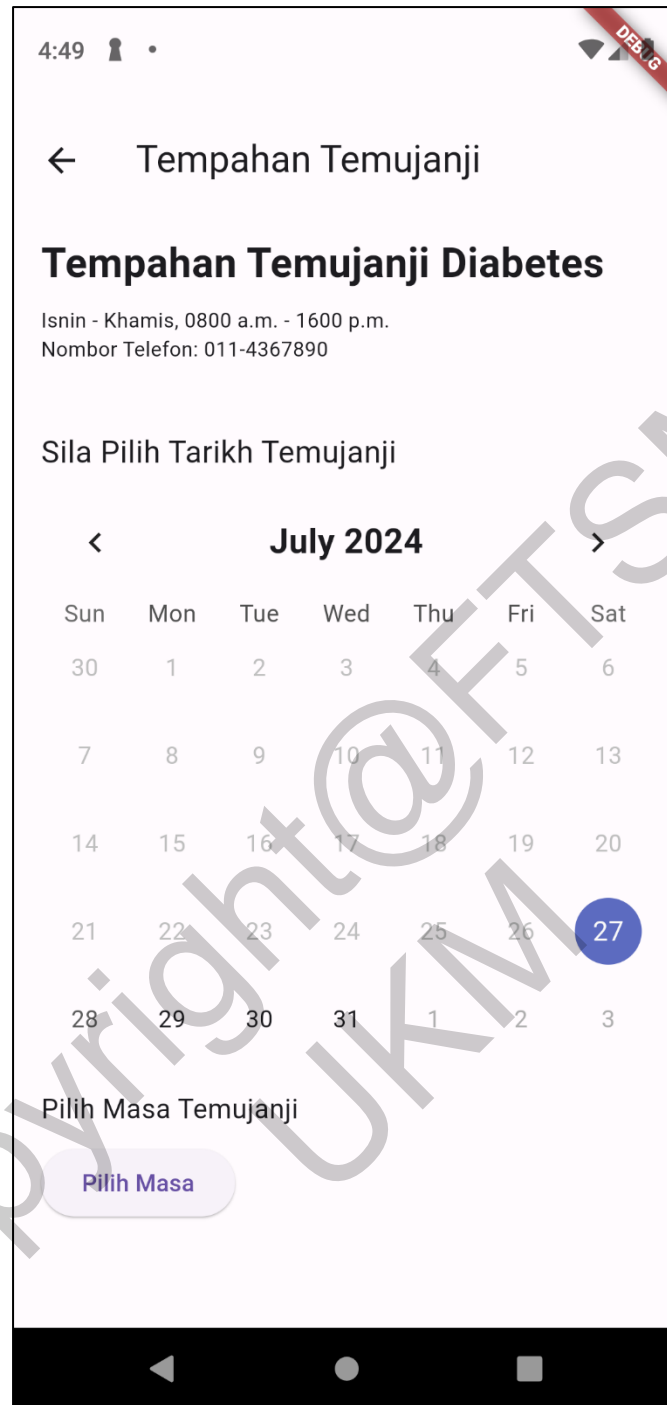 4:49
DEBUG
Tempahan Temujanji
Tempahan Temujanji Diabetes
Isnin - Khamis, 0800 a.m. - 1600 p.m.
Nombor Telefon: 011-4367890
Sila Pilih Tarikh Temujanji
July 2024
Sun Mon Tue Wed Thu Fri Sat
30 1 2 3 4 5 6
7 8 9 10 11 12 13
14 15 16 17 18 19 20
21 22 23 24 25 26 27
28 29 30 31 1 2 3
Pilih Masa Temujanji
Pilih Masa
pyright@FTSM
UKM